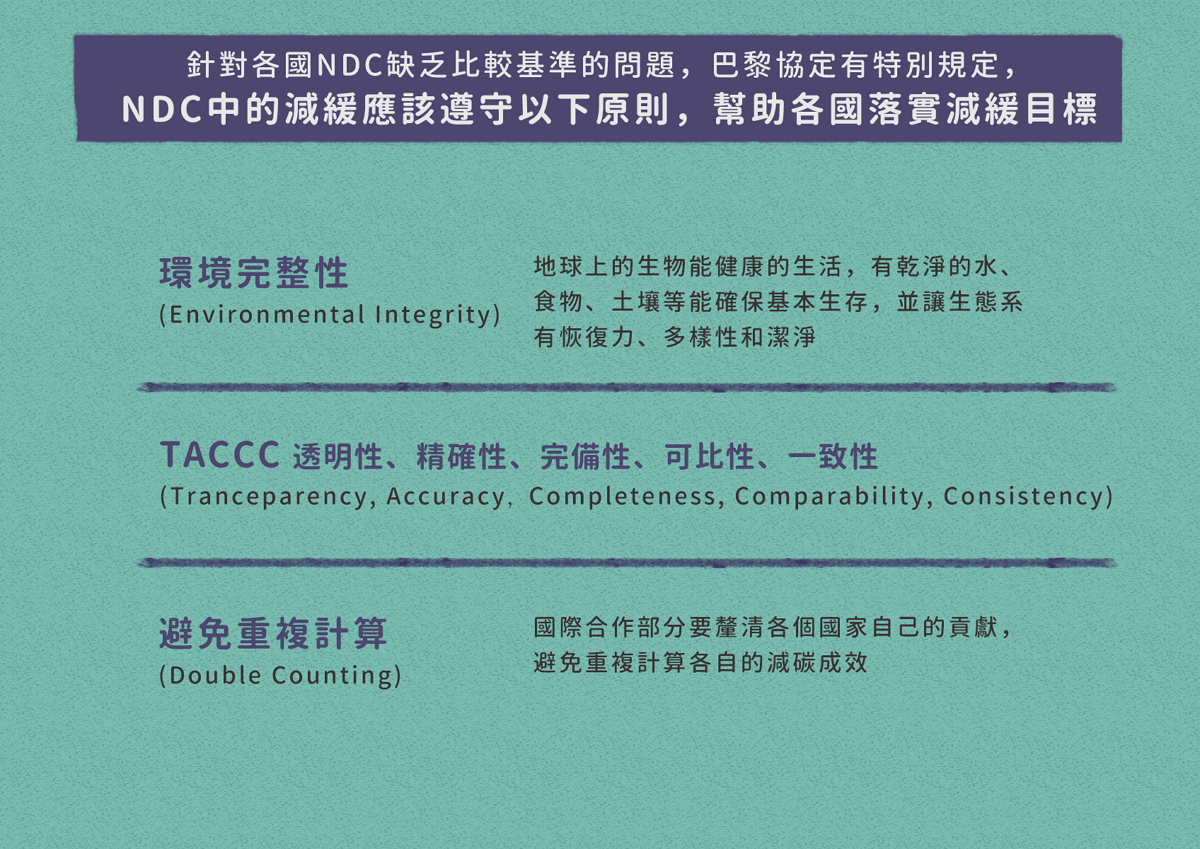 針對各國NDC缺乏比較基準的問題，巴黎協定有特別規定，
NDC中的減緩應該遵守以下原則，幫助各國落實減緩目標
環境完整性
(Environmental Integrity)
地球上的生物能健康的生活，有乾淨的水、
食物、土壤等能確保基本生存，並讓生態系
有恢復力、多樣性和潔淨
TACCC 透明性、精確性、完備性、可比性、一致性
(Tranceparency, Accuracy, Completeness, Comparability, Consistency)
避免重複計算
(Double Counting)
國際合作部分要釐清各個國家自己的貢獻，
避免重複計算各自的減碳成效